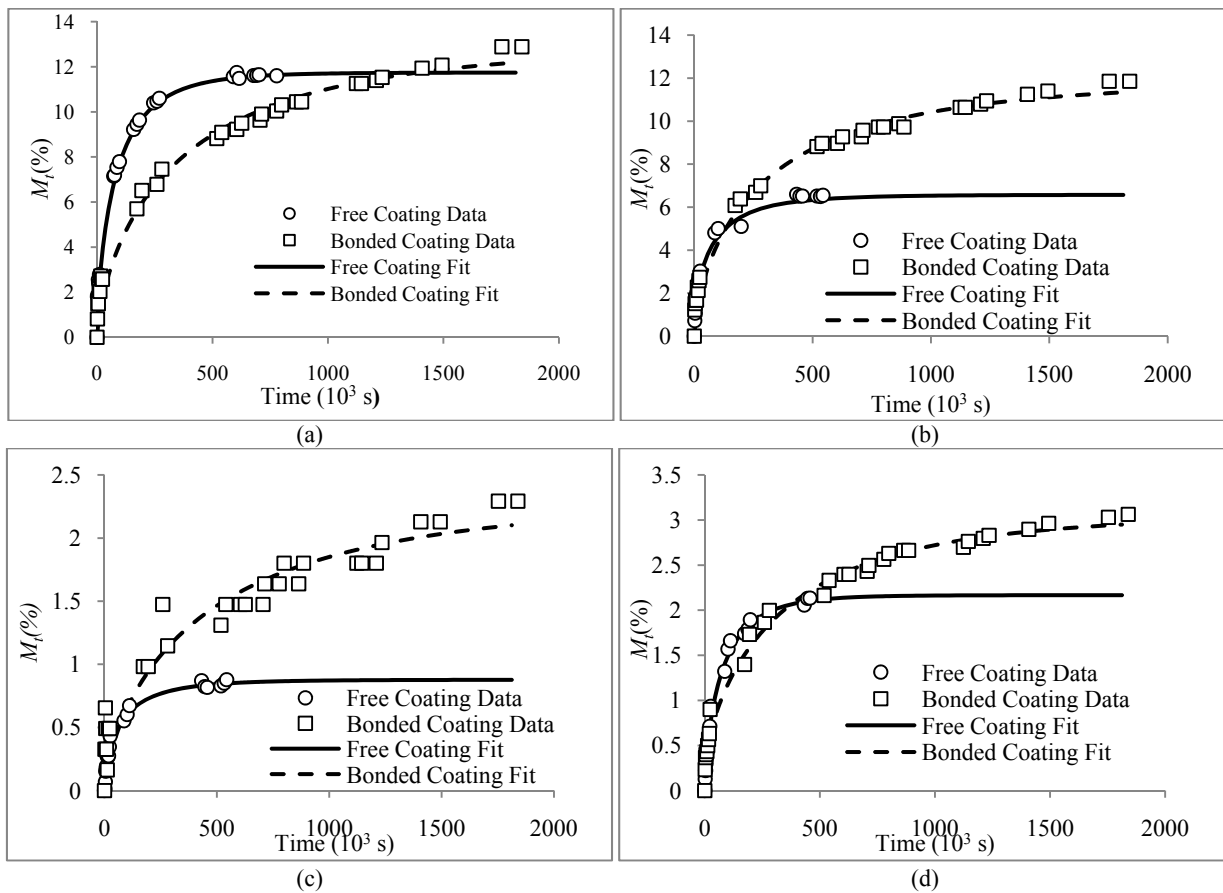 14
12
10
8
6
4
2
0
M_t(%)
Free Coating Data
Bonded Coating Data
Free Coating Fit
Bonded Coating Fit
0 500 1000 1500 2000
Time (10³ s)
(a)
14
12
10
8
6
4
2
0
M_t(%)
Free Coating Data
Bonded Coating Data
Free Coating Fit
Bonded Coating Fit
0 500 1000 1500 2000
Time (10³ s)
(b)
2.5
2
1.5
1
0.5
0
M_t(%)
Free Coating Data
Bonded Coating Data
Free Coating Fit
Bonded Coating Fit
0 500 1000 1500 2000
Time (10³ s)
(c)
3.5
3
2.5
2
1.5
1
0.5
0
M_t(%)
Free Coating Data
Bonded Coating Data
Free Coating Fit
Bonded Coating Fit
0 500 1000 1500 2000
Time (10³ s)
(d)